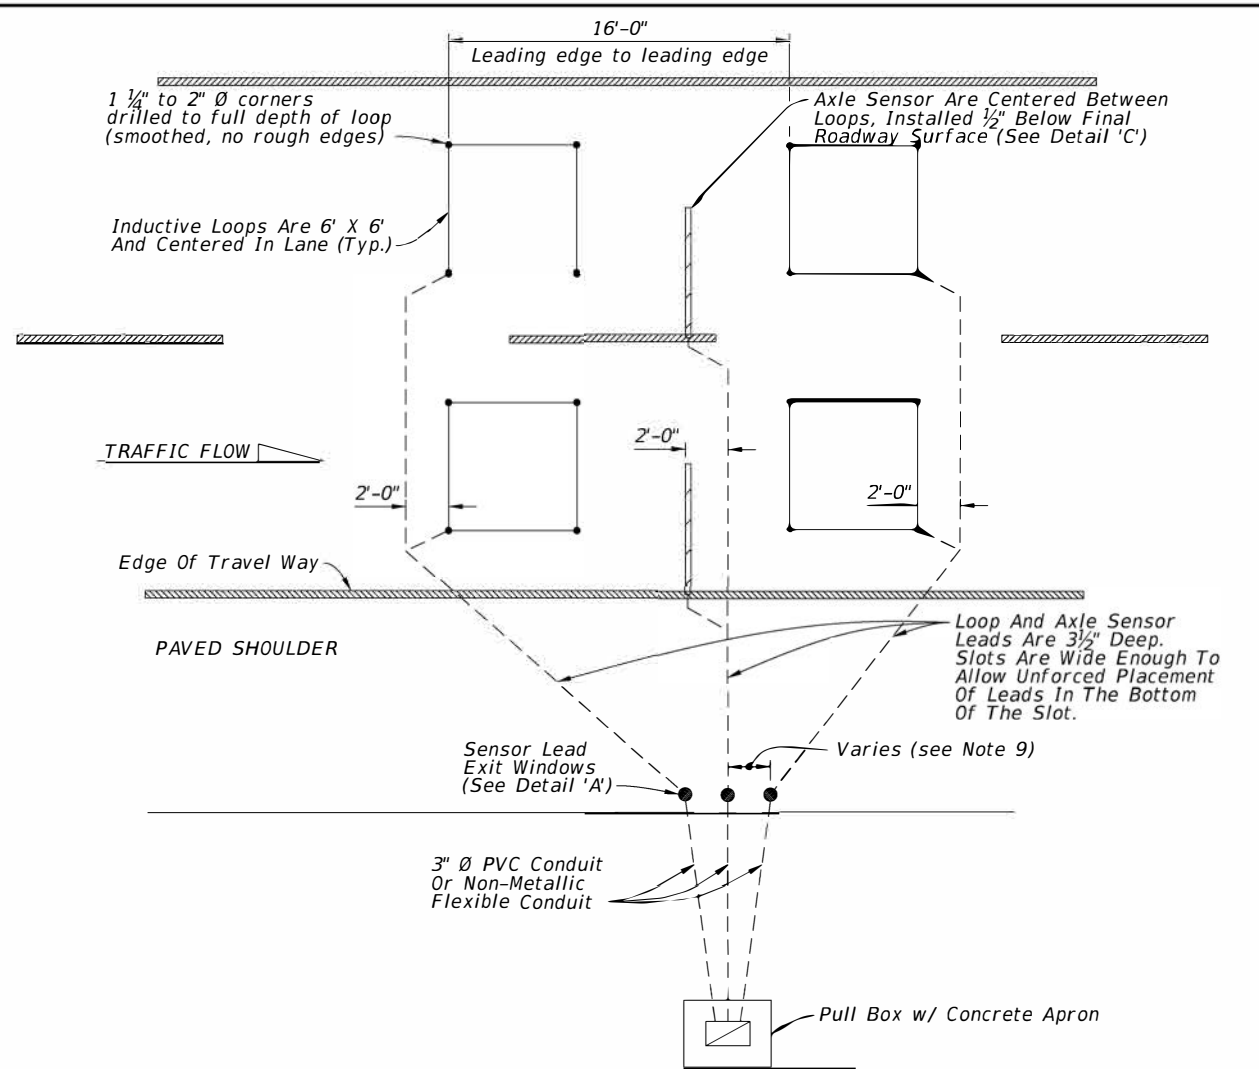 16'-0"
Leading edge to leading edge
1 ¼" to 2" Ø corners
drilled to full depth of loop
(smoothed, no rough edges)
Axle Sensor Are Centered Between
Loops, Installed ½" Below Final
Roadway Surface (See Detail 'C')
Inductive Loops Are 6' X 6'
And Centered In Lane (Typ.)
TRAFFIC FLOW
2'-0"
2'-0"
2'-0"
Edge Of Travel Way
PAVED SHOULDER
Loop And Axle Sensor
Leads Are 3½" Deep.
Slots Are Wide Enough To
Allow Unforced Placement
Of Leads In The Bottom
Of The Slot.
Sensor Lead
Exit Windows
(See Detail 'A')
Varies (see Note 9)
3" Ø PVC Conduit
Or Non-Metallic
Flexible Conduit
Pull Box w/ Concrete Apron